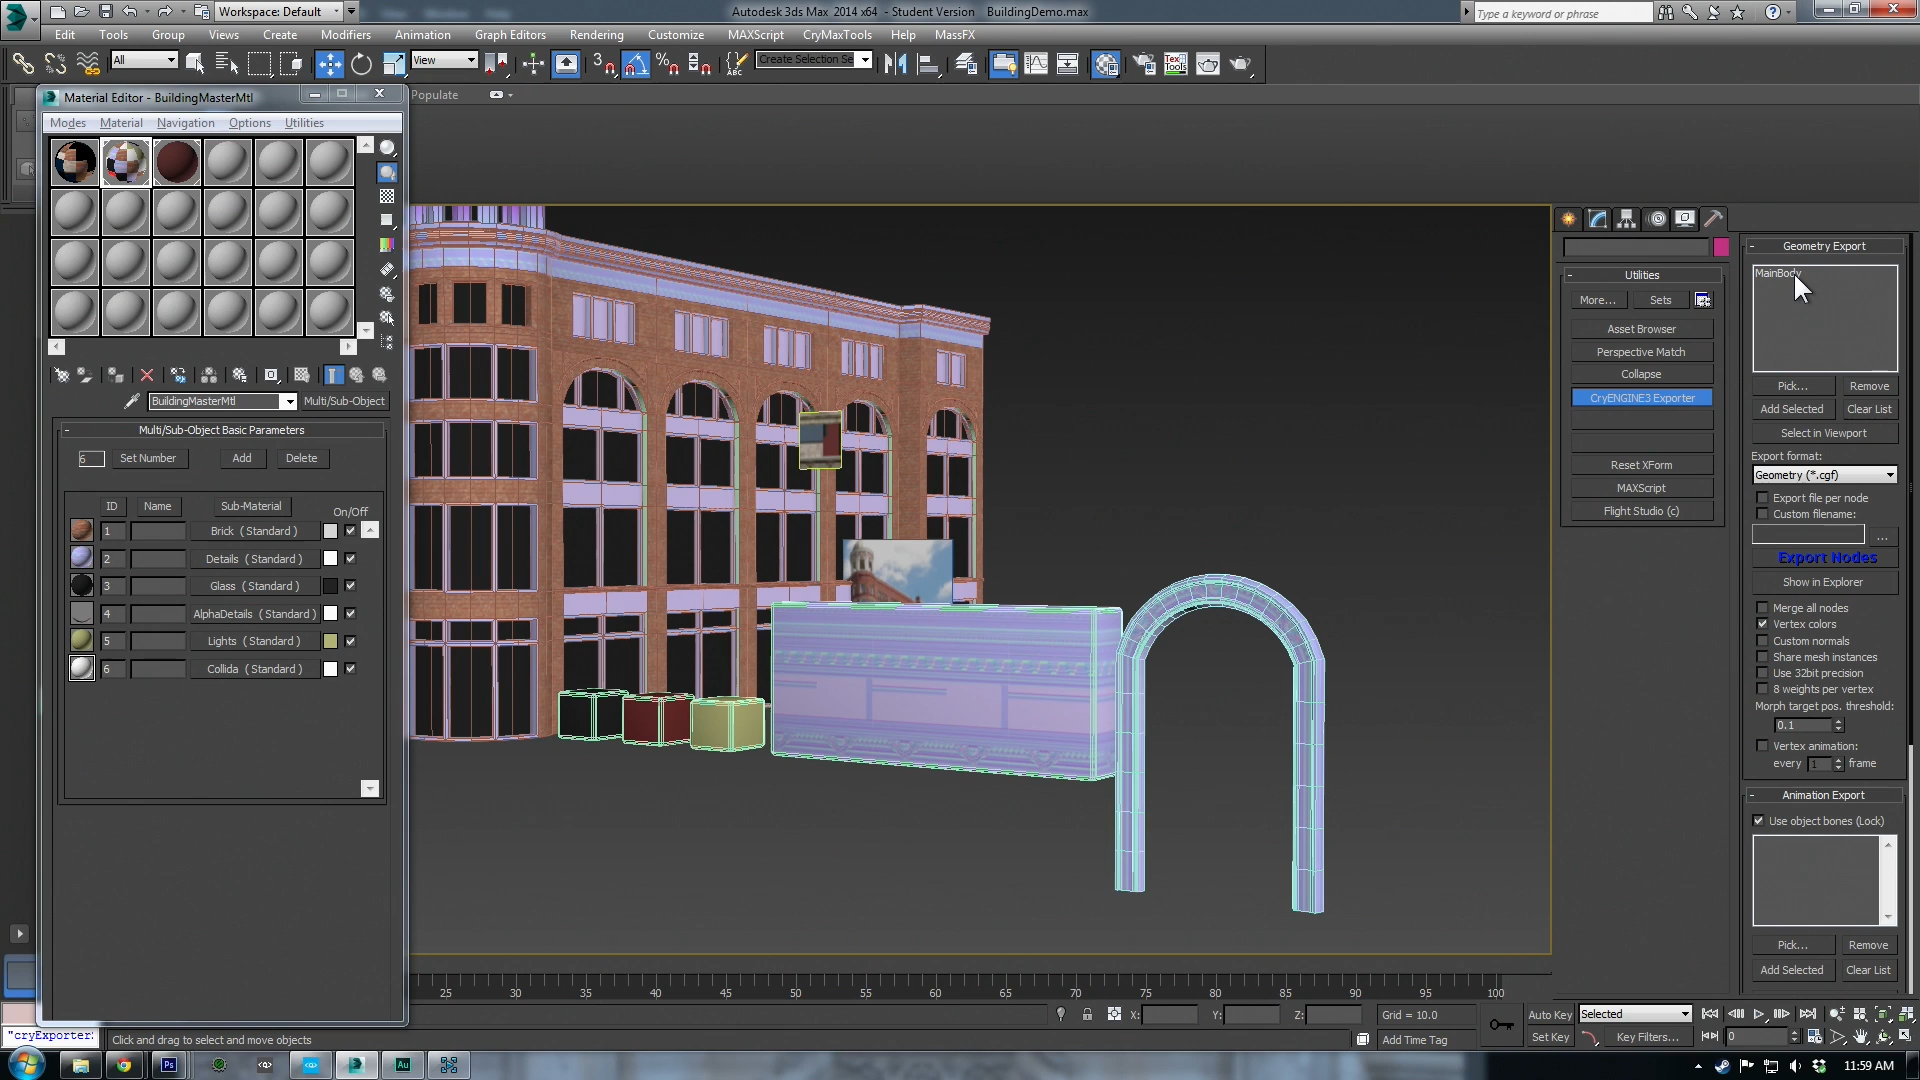 Workspace: Default
Autodesk 3ds Max 2014 x64 - Student Version BuildingDemo.max
Type a keyword or phrase
Edit Tools Group Views Create Modifiers Animation Graph Editors Rendering Customize MAXScript CryMaxTools Help MassFX
All
View
Create Selection Se
Populate
Material Editor - BuildingMasterMtl
Modes Material Navigation Options Utilities
BuildingMasterMtl
Multi/Sub-Object
Multi/Sub-Object Basic Parameters
6
Set Number
Add
Delete
ID Name Sub-Material On/Off
1 Brick ( Standard )
2 Details ( Standard )
3 Glass ( Standard )
4 AlphaDetails ( Standard )
5 Lights ( Standard )
6 Collida ( Standard )
Utilities
More... Sets
Asset Browser
Perspective Match
Collapse
CryENGINE3 Exporter
Reset XForm
MAXScript
Flight Studio (c)
Geometry Export
MainBody
Pick... Remove
Add Selected Clear List
Select in Viewport
Export format:
Geometry (*.cgf)
Export file per node
Custom filename:
...
Export Nodes
Show in Explorer
Merge all nodes
Vertex colors
Custom normals
Share mesh instances
Use 32bit precision
8 weights per vertex
Morph target pos. threshold:
0.1
Vertex animation:
every 1 frame
Animation Export
Use object bones (Lock)
Pick... Remove
Add Selected Clear List
25 30 35 40 45 50 55 60 65 70 75 80 85 90 95 100
X: Y: Z: Grid = 10.0
Auto Key Selected
"cryExporter:
Click and drag to select and move objects
Add Time Tag
Set Key Key Filters... 0
11:59 AM